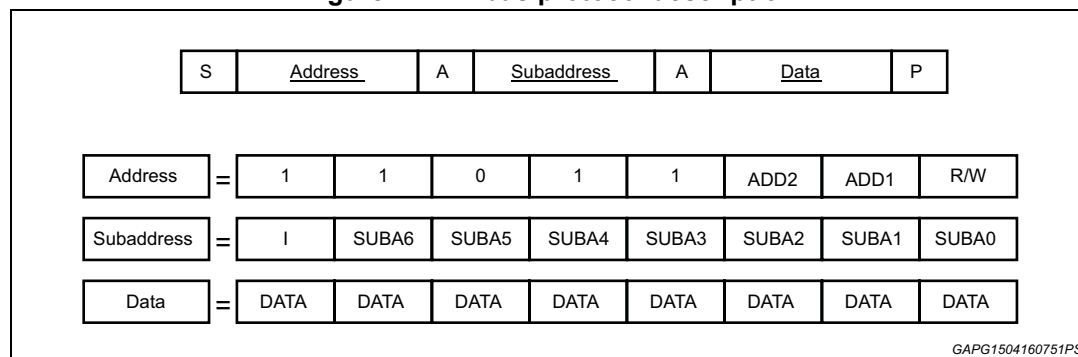 S Address A Subaddress A Data P
Address = 1 1 0 1 1 ADD2 ADD1 R/W
Subaddress = I SUBA6 SUBA5 SUBA4 SUBA3 SUBA2 SUBA1 SUBA0
Data = DATA DATA DATA DATA DATA DATA DATA DATA
GAPG1504160751PS